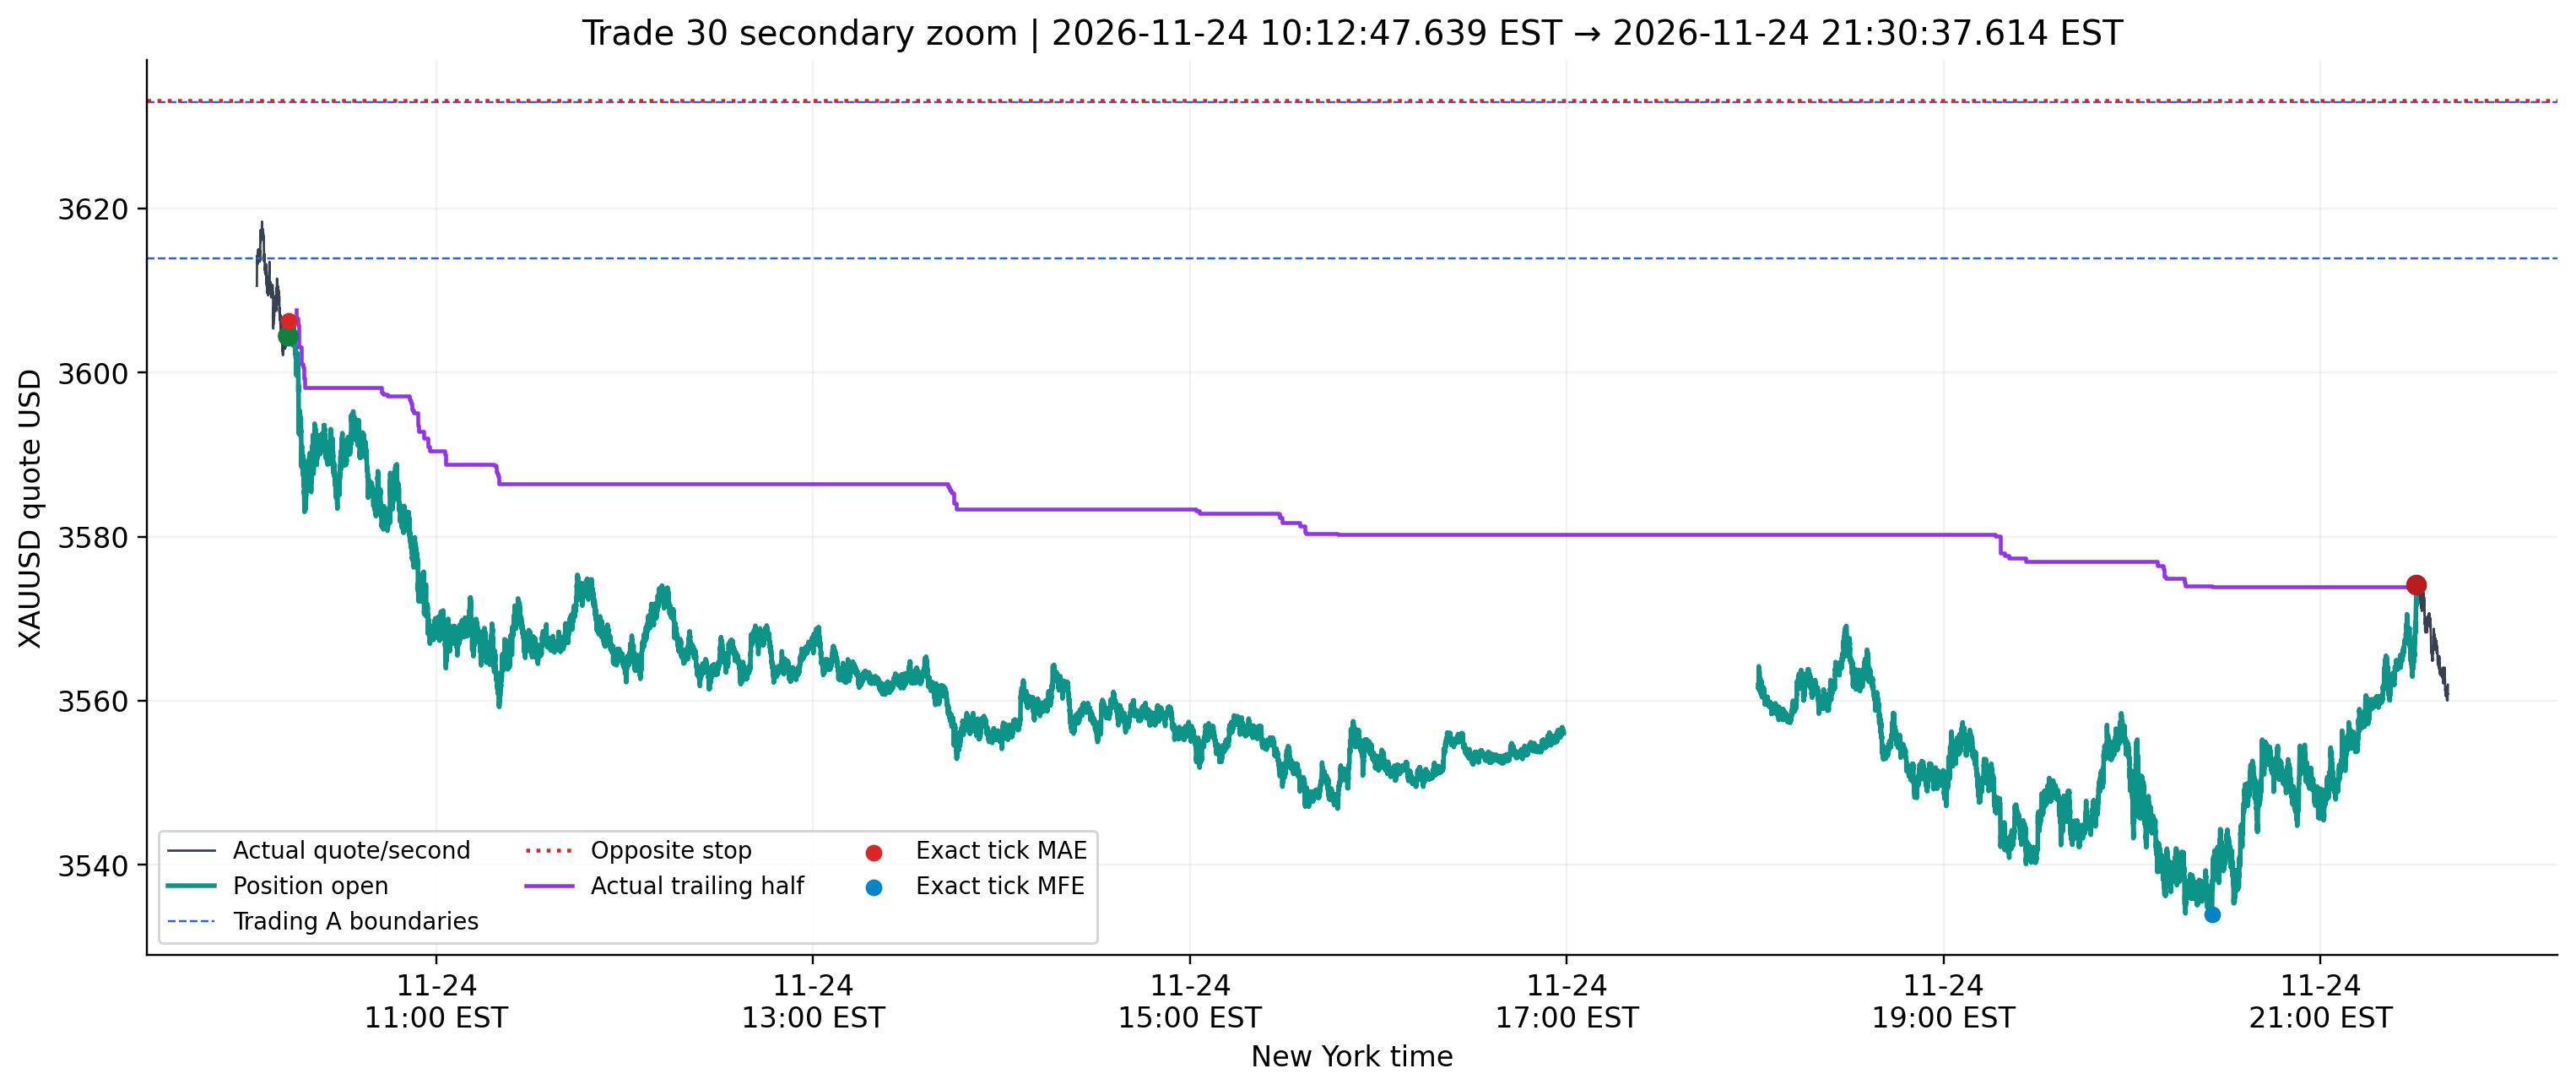 Trade 30 secondary zoom | 2026-11-24 10:12:47.639 EST → 2026-11-24 21:30:37.614 EST
XAUUSD quote USD
3620
3600
3580
3560
3540
Actual quote/second
Position open
Trading A boundaries
Opposite stop
Actual trailing half
Exact tick MAE
Exact tick MFE
11-24
11:00 EST
11-24
13:00 EST
11-24
15:00 EST
11-24
17:00 EST
11-24
19:00 EST
11-24
21:00 EST
New York time